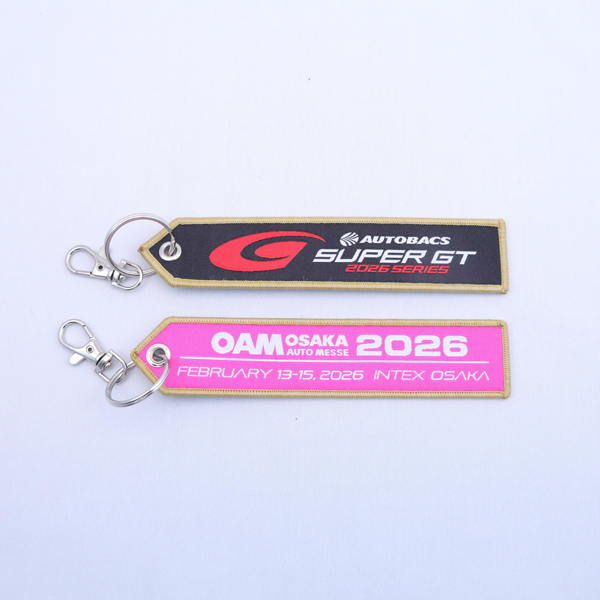 AUTOBACS
SUPER GT
2026 SERIES
OAM OSAKA AUTO MESSE 2026
FEBRUARY 13-15, 2026 INTEX OSAKA